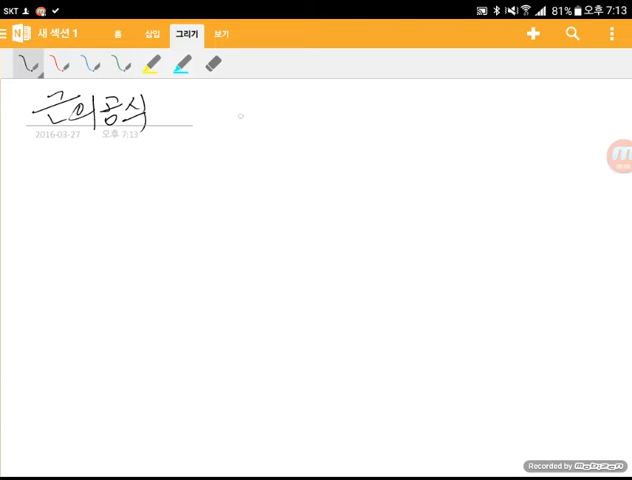 SKT 81% 오후 7:13
새 섹션 1 홈 삽입 그리기 보기
근의공식
2016-03-27 오후 7:13
Recorded by mobizen